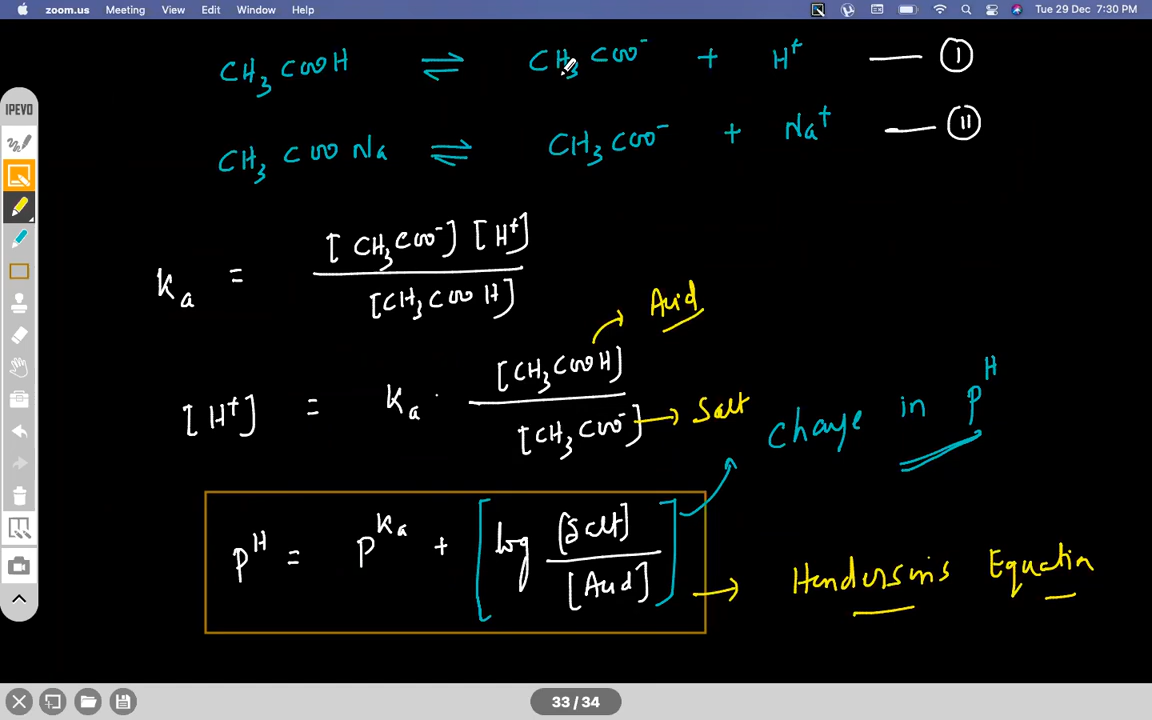 zoom.us Meeting View Edit Window Help Tue 29 Dec 7:30 PM
CH₃COOH ⇌ CH₃COO⁻ + H⁺ — I
CH₃COONa ⇌ CH₃COO⁻ + Na⁺ — II
IPEVO
Ka = [CH₃COO⁻] [H⁺] / [CH₃COOH]
[H⁺] = Ka · [CH₃COOH] / [CH₃COO⁻]
→ Acid
→ Salt
Change in pH
pH = pKa + [log [Salt] / [Acid]]
→ Henderson's Equation
33 / 34